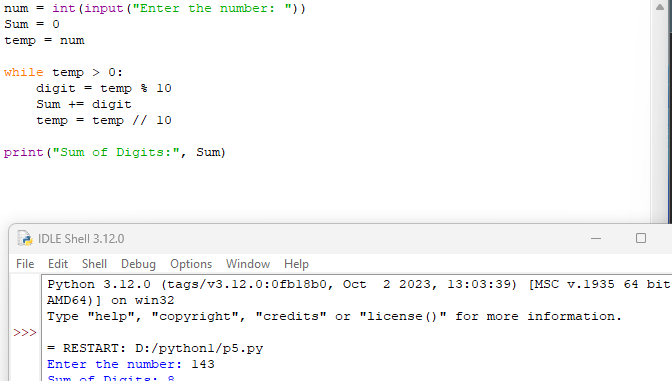 num = int(input("Enter the number: "))
Sum = 0
temp = num

while temp > 0:
    digit = temp % 10
    Sum += digit
    temp = temp // 10

print("Sum of Digits:", Sum)

IDLE Shell 3.12.0
File Edit Shell Debug Options Window Help
Python 3.12.0 (tags/v3.12.0:0fb18b0, Oct  2 2023, 13:03:39) [MSC v.1935 64 bit
AMD64)] on win32
Type "help", "copyright", "credits" or "license()" for more information.
>>>
= RESTART: D:/python1/p5.py
Enter the number: 143
Sum of Digits: 8